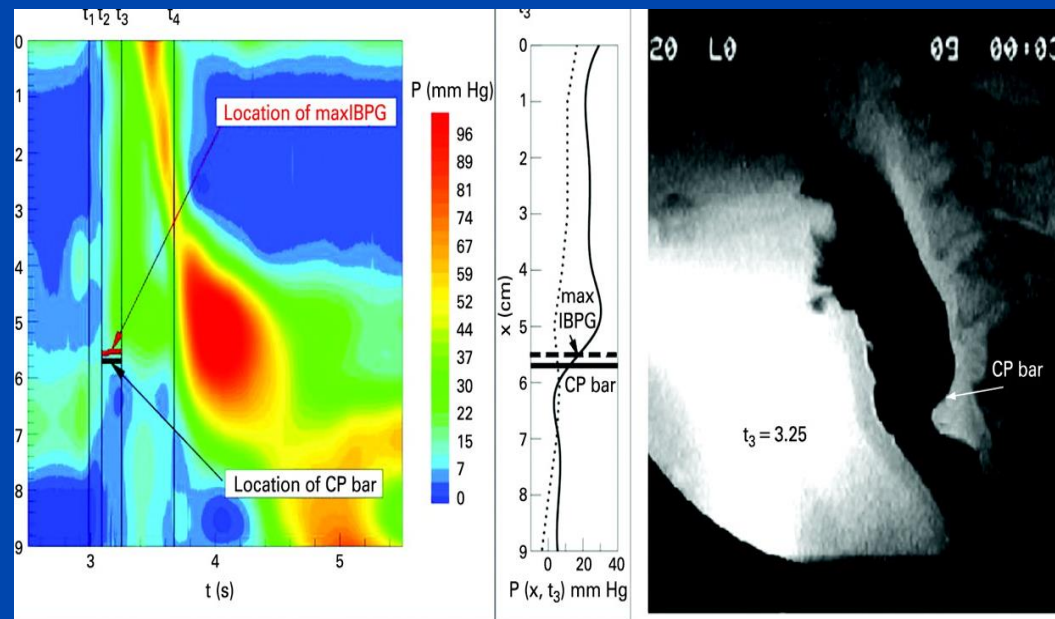 t1 t2 t3 t4
P (mm Hg)
Location of maxIBPG
Location of CP bar
0
1
2
3
4
5
6
7
8
9
3 4 5
t (s)
96
89
81
74
67
59
52
44
37
30
22
15
7
0
t3
0
1
2
3
4
5
6
7
8
9
x (cm)
max
IBPG
CP bar
0 20 40
P (x, t3) mm Hg
20 L0 09 00:03
CP bar
t3 = 3.25